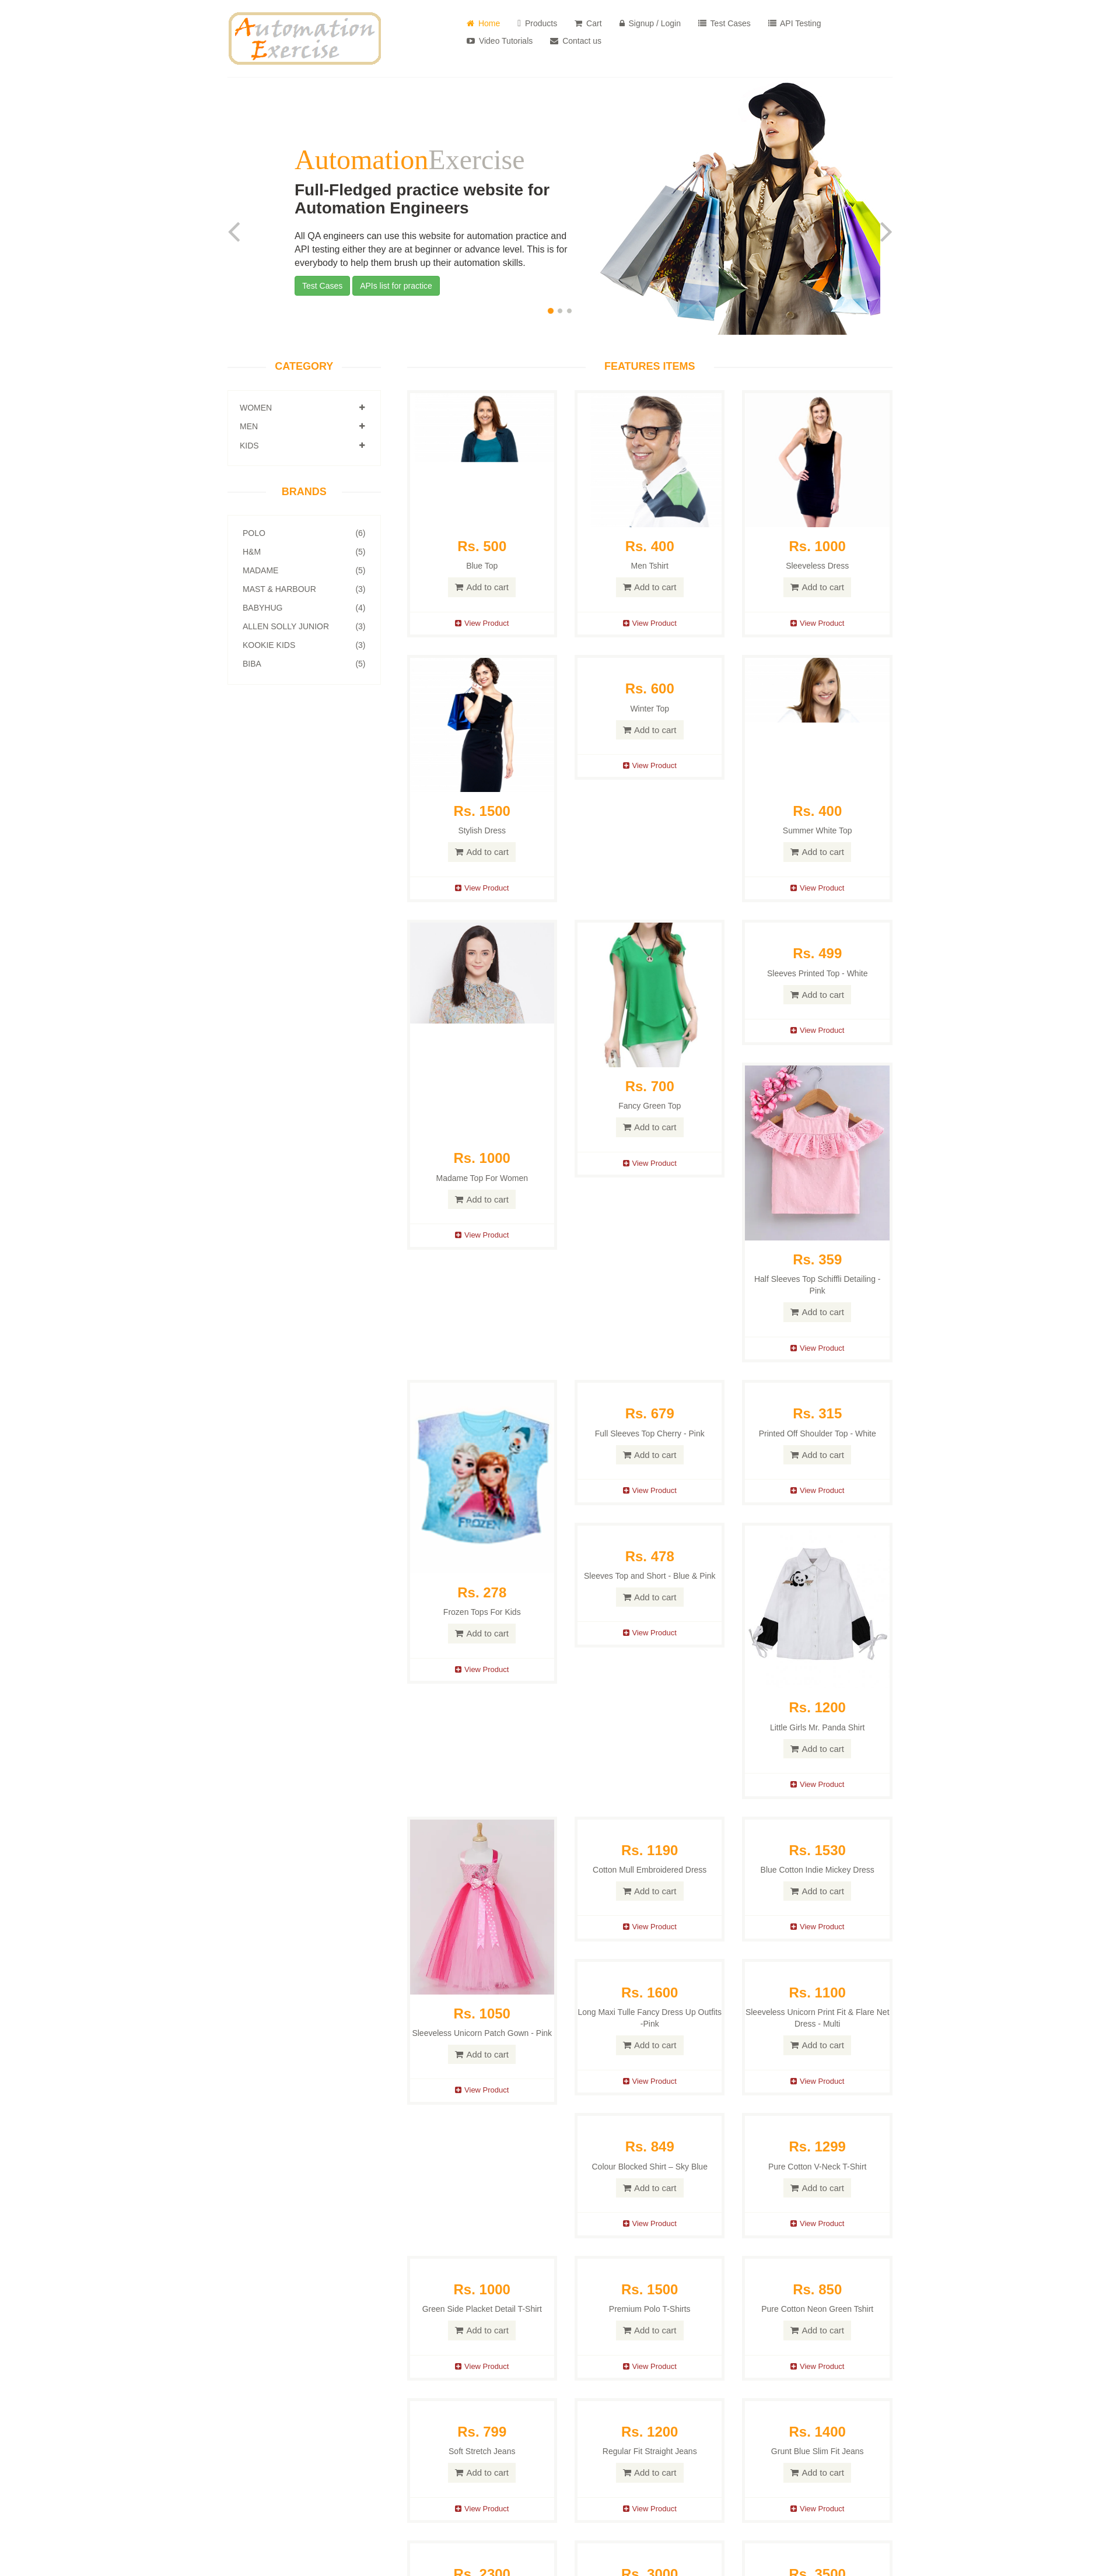 Automation
Exercise
Home
Products
Cart
Signup / Login
Test Cases
API Testing
Video Tutorials
Contact us
AutomationExercise
Full-Fledged practice website for
Automation Engineers
All QA engineers can use this website for automation practice and
API testing either they are at beginner or advance level. This is for
everybody to help them brush up their automation skills.
Test Cases
APIs list for practice
CATEGORY
WOMEN
MEN
KIDS
BRANDS
POLO (6)
H&M (5)
MADAME (5)
MAST & HARBOUR (3)
BABYHUG (4)
ALLEN SOLLY JUNIOR (3)
KOOKIE KIDS (3)
BIBA (5)
FEATURES ITEMS
Rs. 500
Blue Top
Add to cart
View Product
Rs. 400
Men Tshirt
Add to cart
View Product
Rs. 1000
Sleeveless Dress
Add to cart
View Product
Rs. 1500
Stylish Dress
Add to cart
View Product
Rs. 600
Winter Top
Add to cart
View Product
Rs. 400
Summer White Top
Add to cart
View Product
Rs. 1000
Madame Top For Women
Add to cart
View Product
Rs. 700
Fancy Green Top
Add to cart
View Product
Rs. 499
Sleeves Printed Top - White
Add to cart
View Product
Rs. 359
Half Sleeves Top Schiffli Detailing -
Pink
Add to cart
View Product
FROZEN
Rs. 278
Frozen Tops For Kids
Add to cart
View Product
Rs. 679
Full Sleeves Top Cherry - Pink
Add to cart
View Product
Rs. 315
Printed Off Shoulder Top - White
Add to cart
View Product
Rs. 478
Sleeves Top and Short - Blue & Pink
Add to cart
View Product
Rs. 1200
Little Girls Mr. Panda Shirt
Add to cart
View Product
Rs. 1050
Sleeveless Unicorn Patch Gown - Pink
Add to cart
View Product
Rs. 1190
Cotton Mull Embroidered Dress
Add to cart
View Product
Rs. 1530
Blue Cotton Indie Mickey Dress
Add to cart
View Product
Rs. 1600
Long Maxi Tulle Fancy Dress Up Outfits
-Pink
Add to cart
View Product
Rs. 1100
Sleeveless Unicorn Print Fit & Flare Net
Dress - Multi
Add to cart
View Product
Rs. 849
Colour Blocked Shirt – Sky Blue
Add to cart
View Product
Rs. 1299
Pure Cotton V-Neck T-Shirt
Add to cart
View Product
Rs. 1000
Green Side Placket Detail T-Shirt
Add to cart
View Product
Rs. 1500
Premium Polo T-Shirts
Add to cart
View Product
Rs. 850
Pure Cotton Neon Green Tshirt
Add to cart
View Product
Rs. 799
Soft Stretch Jeans
Add to cart
View Product
Rs. 1200
Regular Fit Straight Jeans
Add to cart
View Product
Rs. 1400
Grunt Blue Slim Fit Jeans
Add to cart
View Product
Rs. 2300
Rs. 3000
Rs. 3500